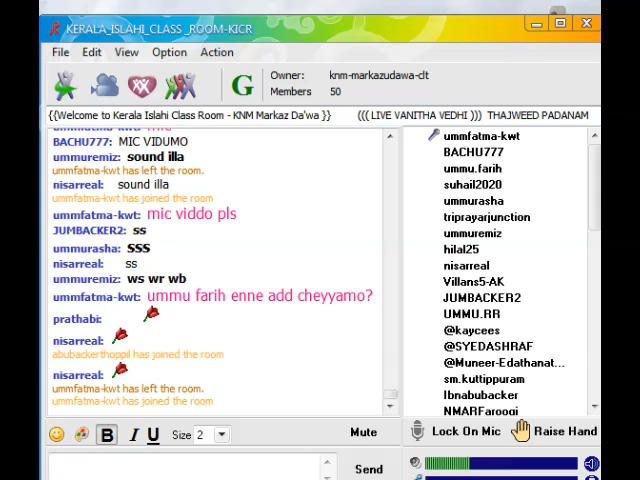 KERALA_ISLAHI_CLASS_ROOM-KICR
File Edit View Option Action
G
Owner: knm-markazudawa-clt
Members 50
{{Welcome to Kerala Islahi Class Room - KNM Markaz Da'wa }} ((( LIVE VANITHA VEDHI ))) THAJWEED PADANAM
BACHU777: MIC VIDUMO
ummuremiz: sound illa
ummfatma-kwt has left the room.
nisarreal: sound illa
ummfatma-kwt has joined the room
ummfatma-kwt: mic viddo pls
JUMBACKER2: ss
ummurasha: SSS
nisarreal: ss
ummuremiz: ws wr wb
ummfatma-kwt: ummu farih enne add cheyyamo?
prathabi:
nisarreal:
abubackerthoppil has joined the room
nisarreal:
ummfatma-kwt has left the room.
ummfatma-kwt has joined the room
ummfatma-kwt
BACHU777
ummu.farih
suhail2020
ummurasha
triprayarjunction
ummuremiz
hilal25
nisarreal
Villans5-AK
JUMBACKER2
UMMU.RR
@kaycees
@SYEDASHRAF
@Muneer-Edathanat...
sm.kuttippuram
Ibnabubacker
NMARFarooqi
B I U Size 2 Mute
Lock On Mic Raise Hand
Send